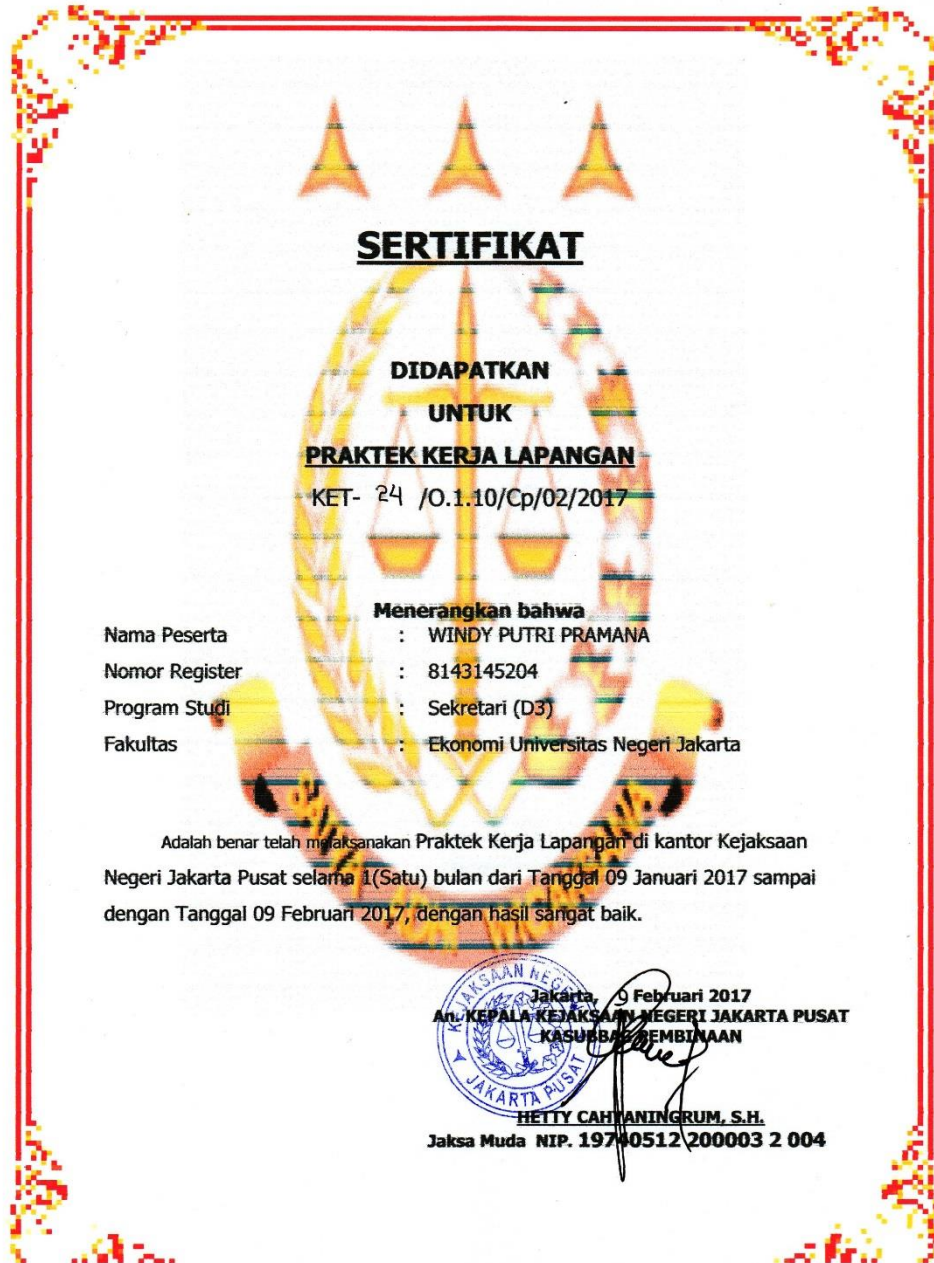 SERTIFIKAT
DIDAPATKAN
UNTUK
PRAKTEK KERJA LAPANGAN
KET- 24 /O.1.10/Cp/02/2017
Menerangkan bahwa
Nama Peserta : WINDY PUTRI PRAMANA
Nomor Register : 8143145204
Program Studi : Sekretari (D3)
Fakultas : Ekonomi Universitas Negeri Jakarta
SATYA ADHI WICAKSANA
Adalah benar telah melaksanakan Praktek Kerja Lapangan di kantor Kejaksaan
Negeri Jakarta Pusat selama 1(Satu) bulan dari Tanggal 09 Januari 2017 sampai
dengan Tanggal 09 Februari 2017, dengan hasil sangat baik.
Jakarta, 9 Februari 2017
An. KEPALA KEJAKSAAN NEGERI JAKARTA PUSAT
KASUBBAG PEMBINAAN
KEJAKSAAN NEGERI
JAKARTA PUSAT
HETTY CAHYANINGRUM, S.H.
Jaksa Muda NIP. 19740512 200003 2 004